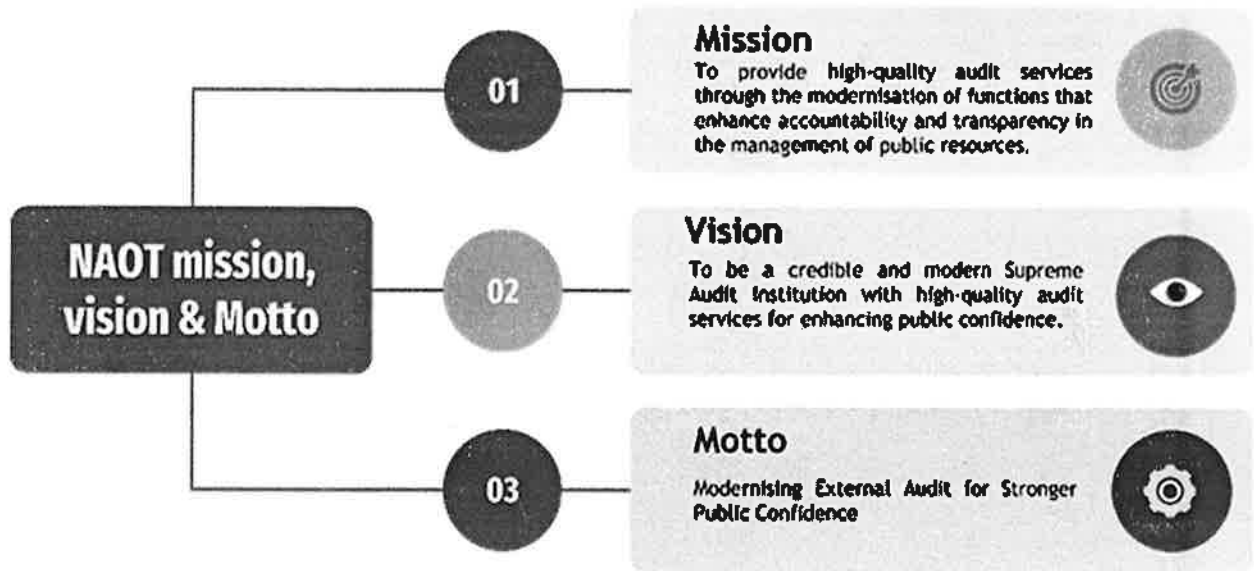 NAOT mission,
vision & Motto
01
Mission
To provide high-quality audit services
through the modernisation of functions that
enhance accountability and transparency in
the management of public resources.
02
Vision
To be a credible and modern Supreme
Audit Institution with high-quality audit
services for enhancing public confidence.
03
Motto
Modernising External Audit for Stronger
Public Confidence